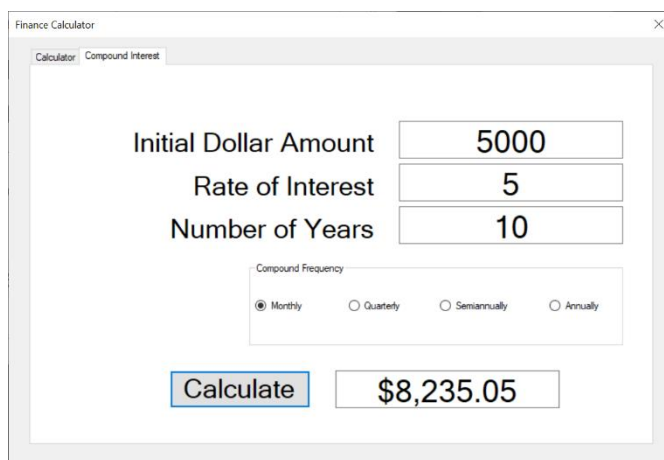 Finance Calculator
Calculator Compound Interest
Initial Dollar Amount 5000
Rate of Interest 5
Number of Years 10
Compound Frequency
Monthly Quarterly Semiannually Annually
Calculate $8,235.05